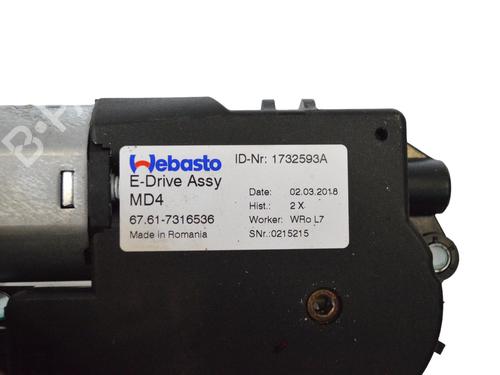 Webasto
E-Drive Assy
MD4
67.61-7316536
Made in Romania
ID-Nr: 1732593A
Date: 02.03.2018
Hist.: 2 X
Worker: WRo L7
SNr.:0215215